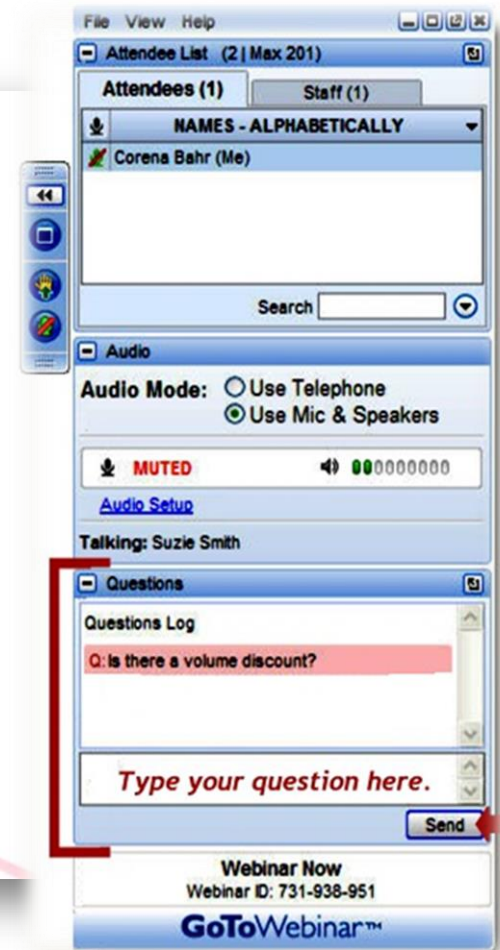 File View Help
Attendee List (2 | Max 201)
Attendees (1) Staff (1)
NAMES - ALPHABETICALLY
Corena Bahr (Me)
Search
Audio
Audio Mode: Use Telephone
Use Mic & Speakers
MUTED
Audio Setup
Talking: Suzie Smith
Questions
Questions Log
Q: Is there a volume discount?
Type your question here.
Send
Webinar Now
Webinar ID: 731-938-951
GoToWebinar™